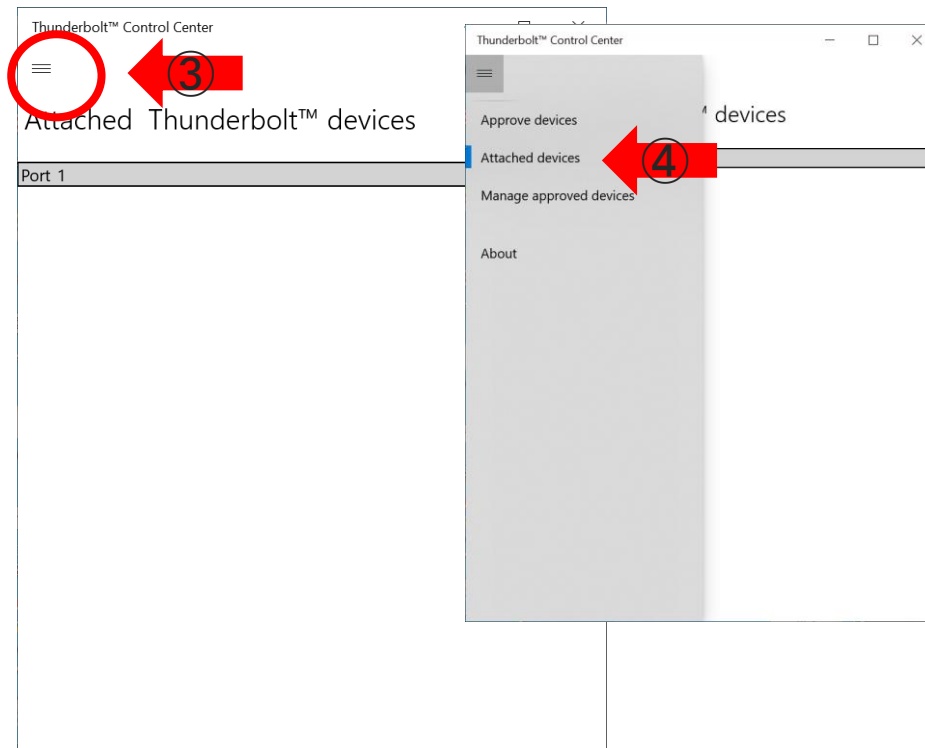 Thunderbolt™ Control Center
③
Attached Thunderbolt™ devices
Port 1
Thunderbolt™ Control Center
™ devices
Approve devices
Attached devices
④
Manage approved devices
About